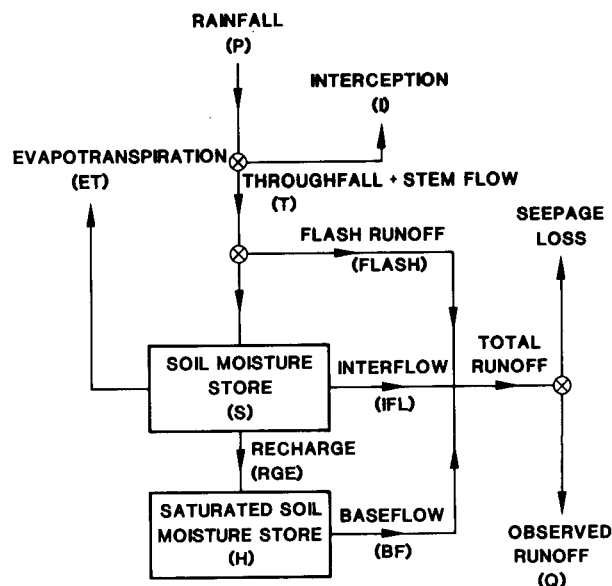 RAINFALL
(P)
INTERCEPTION
(I)
EVAPOTRANSPIRATION
(ET)
THROUGHFALL + STEM FLOW
(T)
SEEPAGE
LOSS
FLASH RUNOFF
(FLASH)
TOTAL
RUNOFF
SOIL MOISTURE
STORE
(S)
INTERFLOW
(IFL)
RECHARGE
(RGE)
SATURATED SOIL
MOISTURE STORE
(H)
BASEFLOW
(BF)
OBSERVED
RUNOFF
(Q)